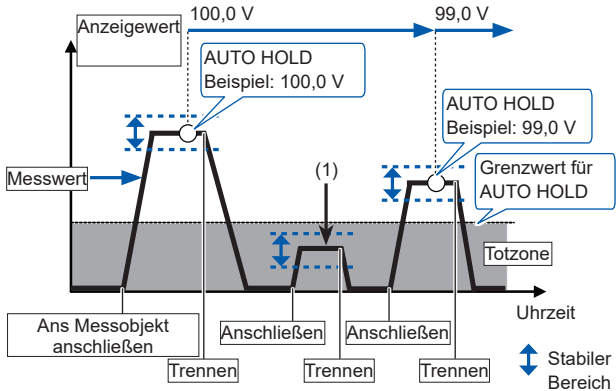 Anzeigewert
100,0 V
99,0 V
AUTO HOLD
Beispiel: 100,0 V
AUTO HOLD
Beispiel: 99,0 V
Messwert
(1)
Grenzwert für
AUTO HOLD
Totzone
Uhrzeit
Ans Messobjekt
anschließen
Anschließen
Anschließen
Trennen
Trennen
Trennen
Stabiler
Bereich